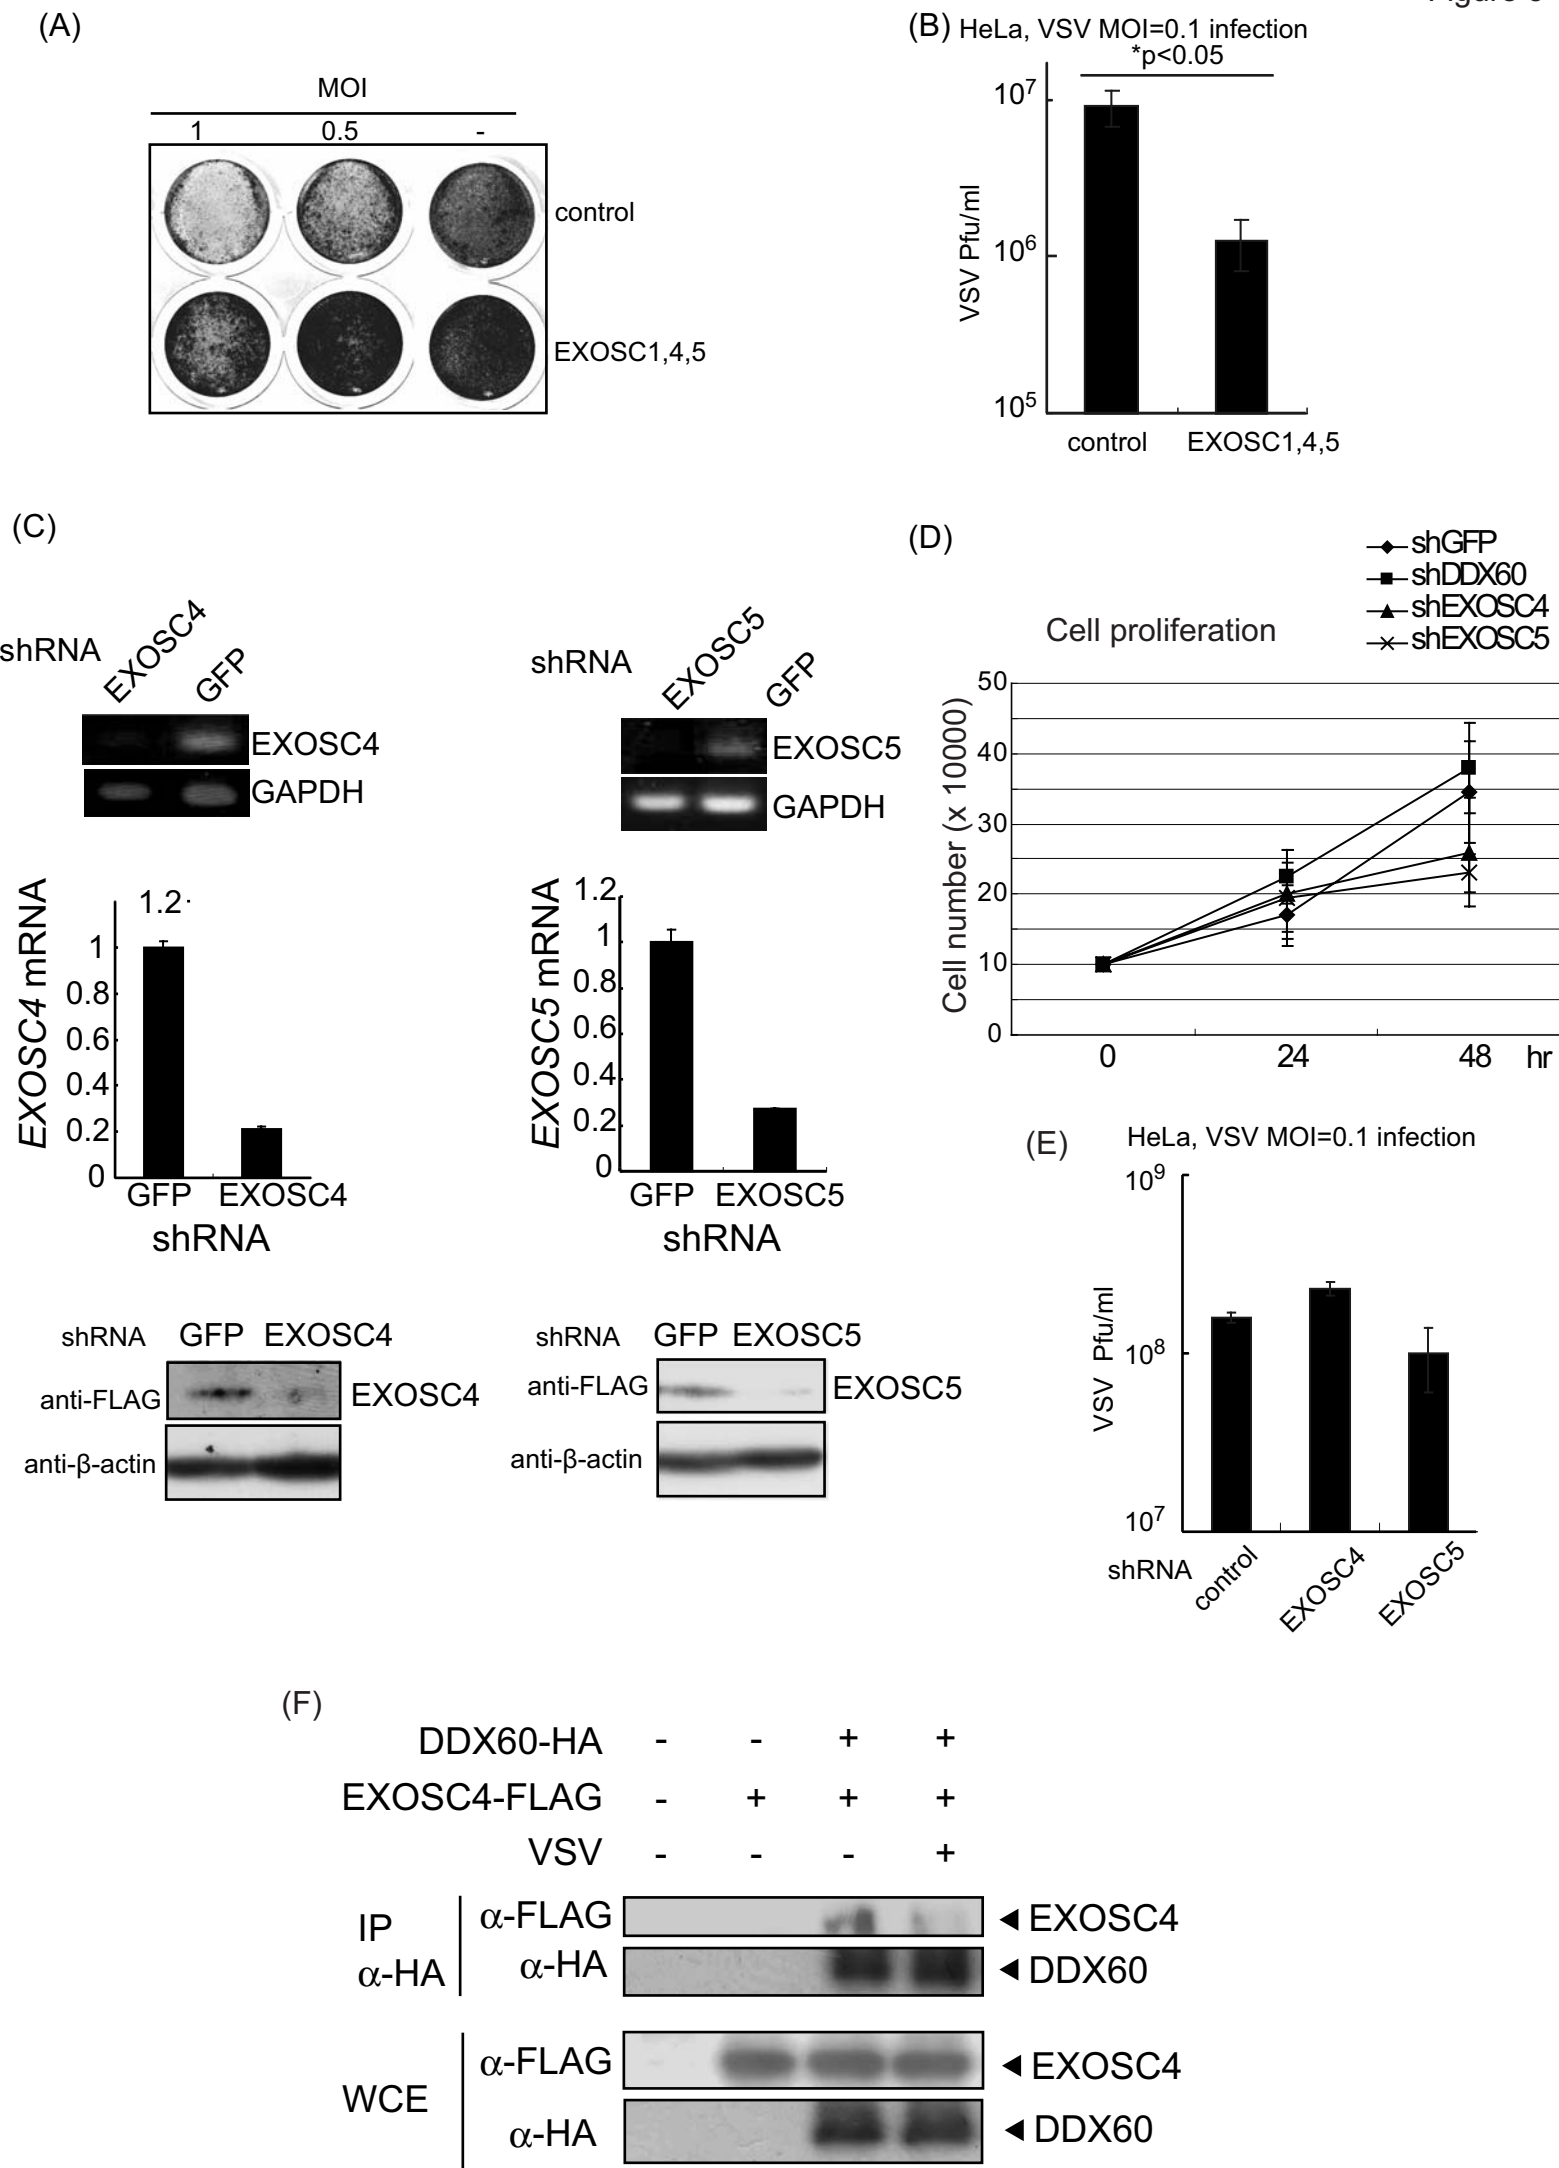 (A)
MOI
1 0.5 -
control
EXOSC1,4,5
(B) HeLa, VSV MOI=0.1 infection
*p<0.05
VSV Pfu/ml
10^7
10^6
10^5
control EXOSC1,4,5
(C)
shRNA EXOSC4 GFP
EXOSC4
GAPDH
EXOSC4 mRNA
1.2
1
0.8
0.6
0.4
0.2
0
GFP EXOSC4
shRNA
shRNA GFP EXOSC4
anti-FLAG EXOSC4
anti-β-actin
shRNA EXOSC5 GFP
EXOSC5
GAPDH
EXOSC5 mRNA
1.2
1
0.8
0.6
0.4
0.2
0
GFP EXOSC5
shRNA
shRNA GFP EXOSC5
anti-FLAG EXOSC5
anti-β-actin
(D)
shGFP
shDDX60
shEXOSC4
shEXOSC5
Cell proliferation
Cell number (x 10000)
50
40
30
20
10
0
0 24 48 hr
(E) HeLa, VSV MOI=0.1 infection
VSV Pfu/ml
10^9
10^8
10^7
shRNA control EXOSC4 EXOSC5
(F)
DDX60-HA - - + +
EXOSC4-FLAG - + + +
VSV - - - +
IP
α-HA
α-FLAG ◀ EXOSC4
α-HA ◀ DDX60
WCE
α-FLAG ◀ EXOSC4
α-HA ◀ DDX60